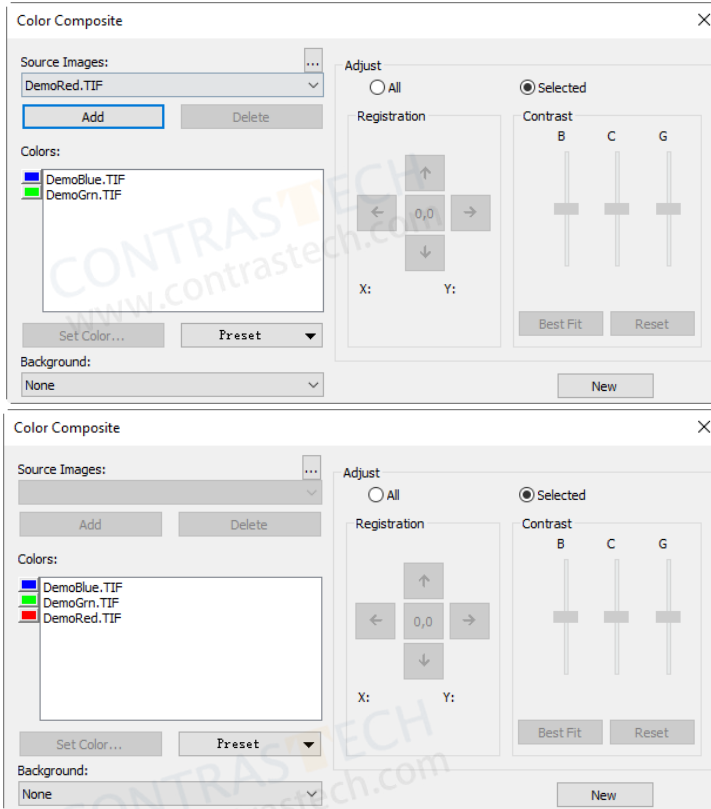 Color Composite
Source Images:
...
DemoRed.TIF
Add Delete
Colors:
DemoBlue.TIF
DemoGrn.TIF
Set Color... Preset
Background:
None
Adjust
All Selected
Registration
0,0
X: Y:
Contrast
B C G
Best Fit Reset
New
CONTRASTECH
www.contrastech.com
Color Composite
Source Images:
...
Add Delete
Colors:
DemoBlue.TIF
DemoGrn.TIF
DemoRed.TIF
Set Color... Preset
Background:
None
Adjust
All Selected
Registration
0,0
X: Y:
Contrast
B C G
Best Fit Reset
New
CONTRASTECH